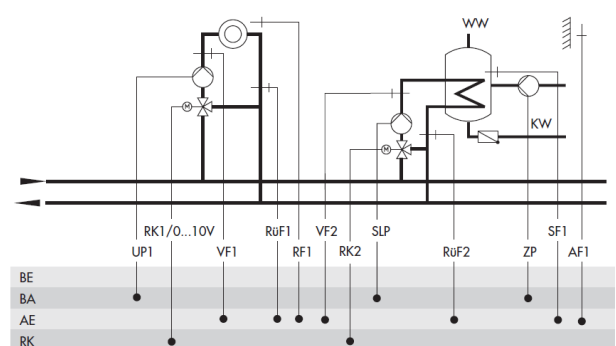 WW
M
KW
M
RK1/0...10V RüF1 VF2 SLP SF1
UP1 VF1 RF1 RK2 RüF2 ZP AF1
BE
BA
AE
RK